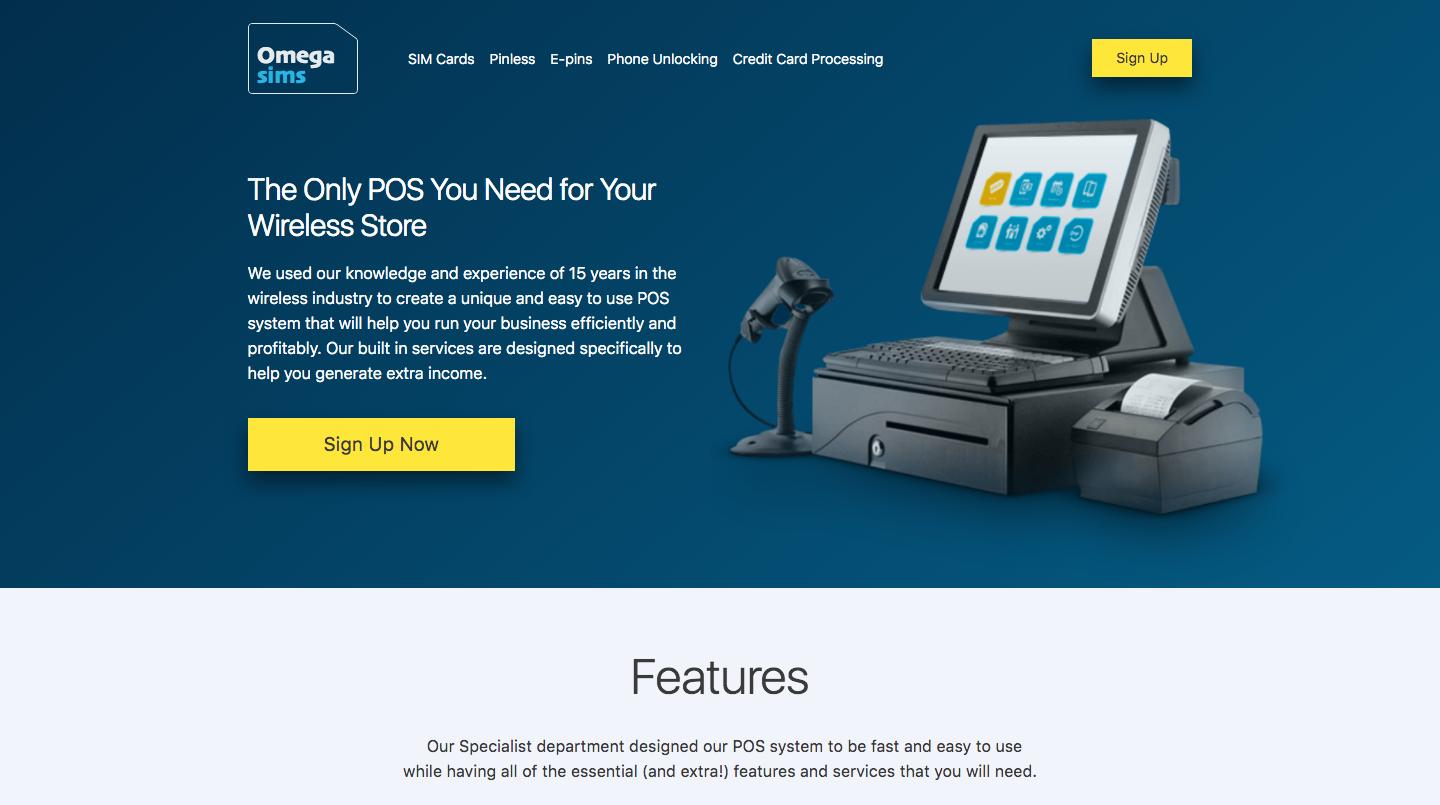 Omega
sims
SIM Cards
Pinless
E-pins
Phone Unlocking
Credit Card Processing
Sign Up
The Only POS You Need for Your
Wireless Store
We used our knowledge and experience of 15 years in the
wireless industry to create a unique and easy to use POS
system that will help you run your business efficiently and
profitably. Our built in services are designed specifically to
help you generate extra income.
Sign Up Now
Features
Our Specialist department designed our POS system to be fast and easy to use
while having all of the essential (and extra!) features and services that you will need.